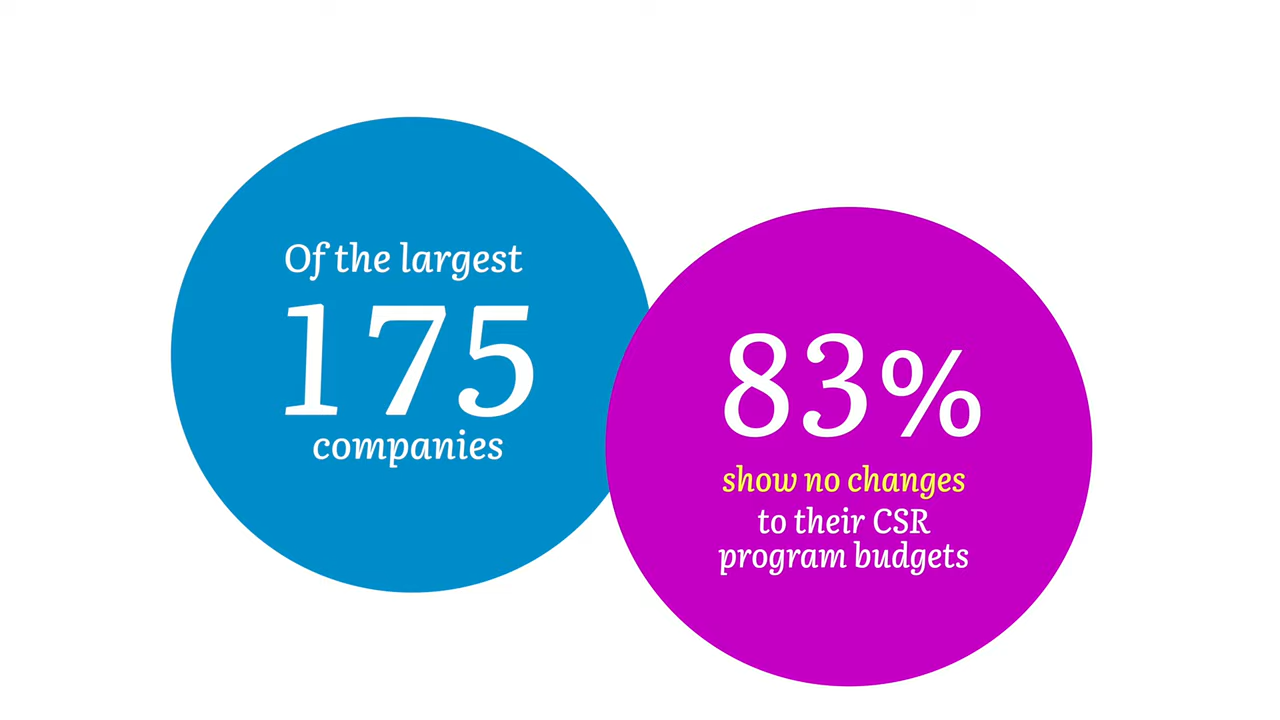 Of the largest
175
companies
83%
show no changes
to their CSR
program budgets